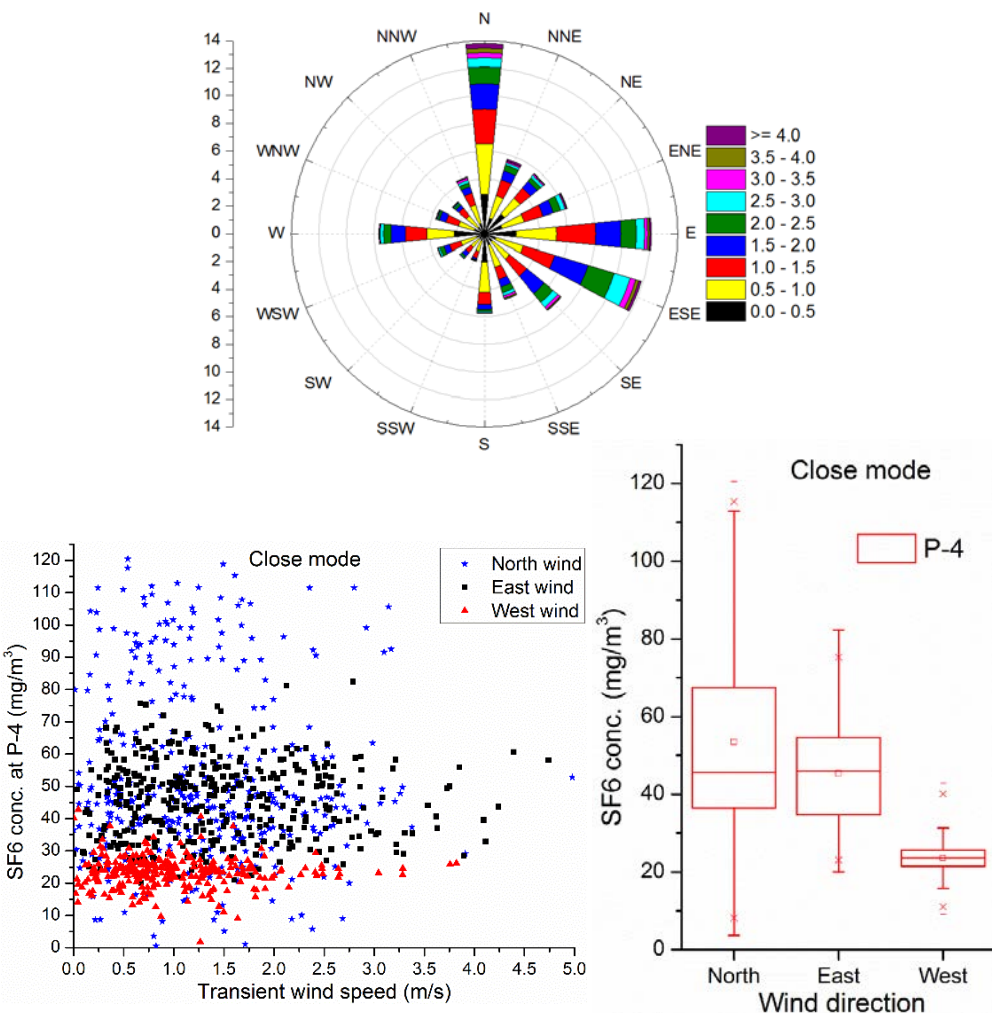 N
NNW
NNE
NW
NE
WNW
ENE
W
E
WSW
ESE
SW
SE
SSW
SSE
S
14
12
10
8
6
4
2
0
2
4
6
8
10
12
14
>= 4.0
3.5 - 4.0
3.0 - 3.5
2.5 - 3.0
2.0 - 2.5
1.5 - 2.0
1.0 - 1.5
0.5 - 1.0
0.0 - 0.5
Close mode
North wind
East wind
West wind
SF6 conc. at P-4 (mg/m³)
120
110
100
90
80
70
60
50
40
30
20
10
0
0.0 0.5 1.0 1.5 2.0 2.5 3.0 3.5 4.0 4.5 5.0
Transient wind speed (m/s)
Close mode
P-4
SF6 conc. (mg/m³)
120
100
80
60
40
20
0
North East West
Wind direction